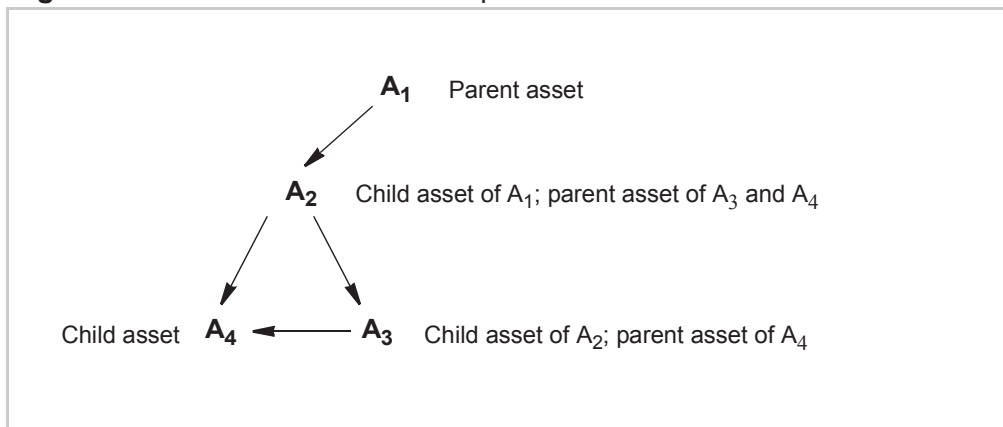 A1 Parent asset
A2 Child asset of A1; parent asset of A3 and A4
Child asset A4 A3 Child asset of A2; parent asset of A4